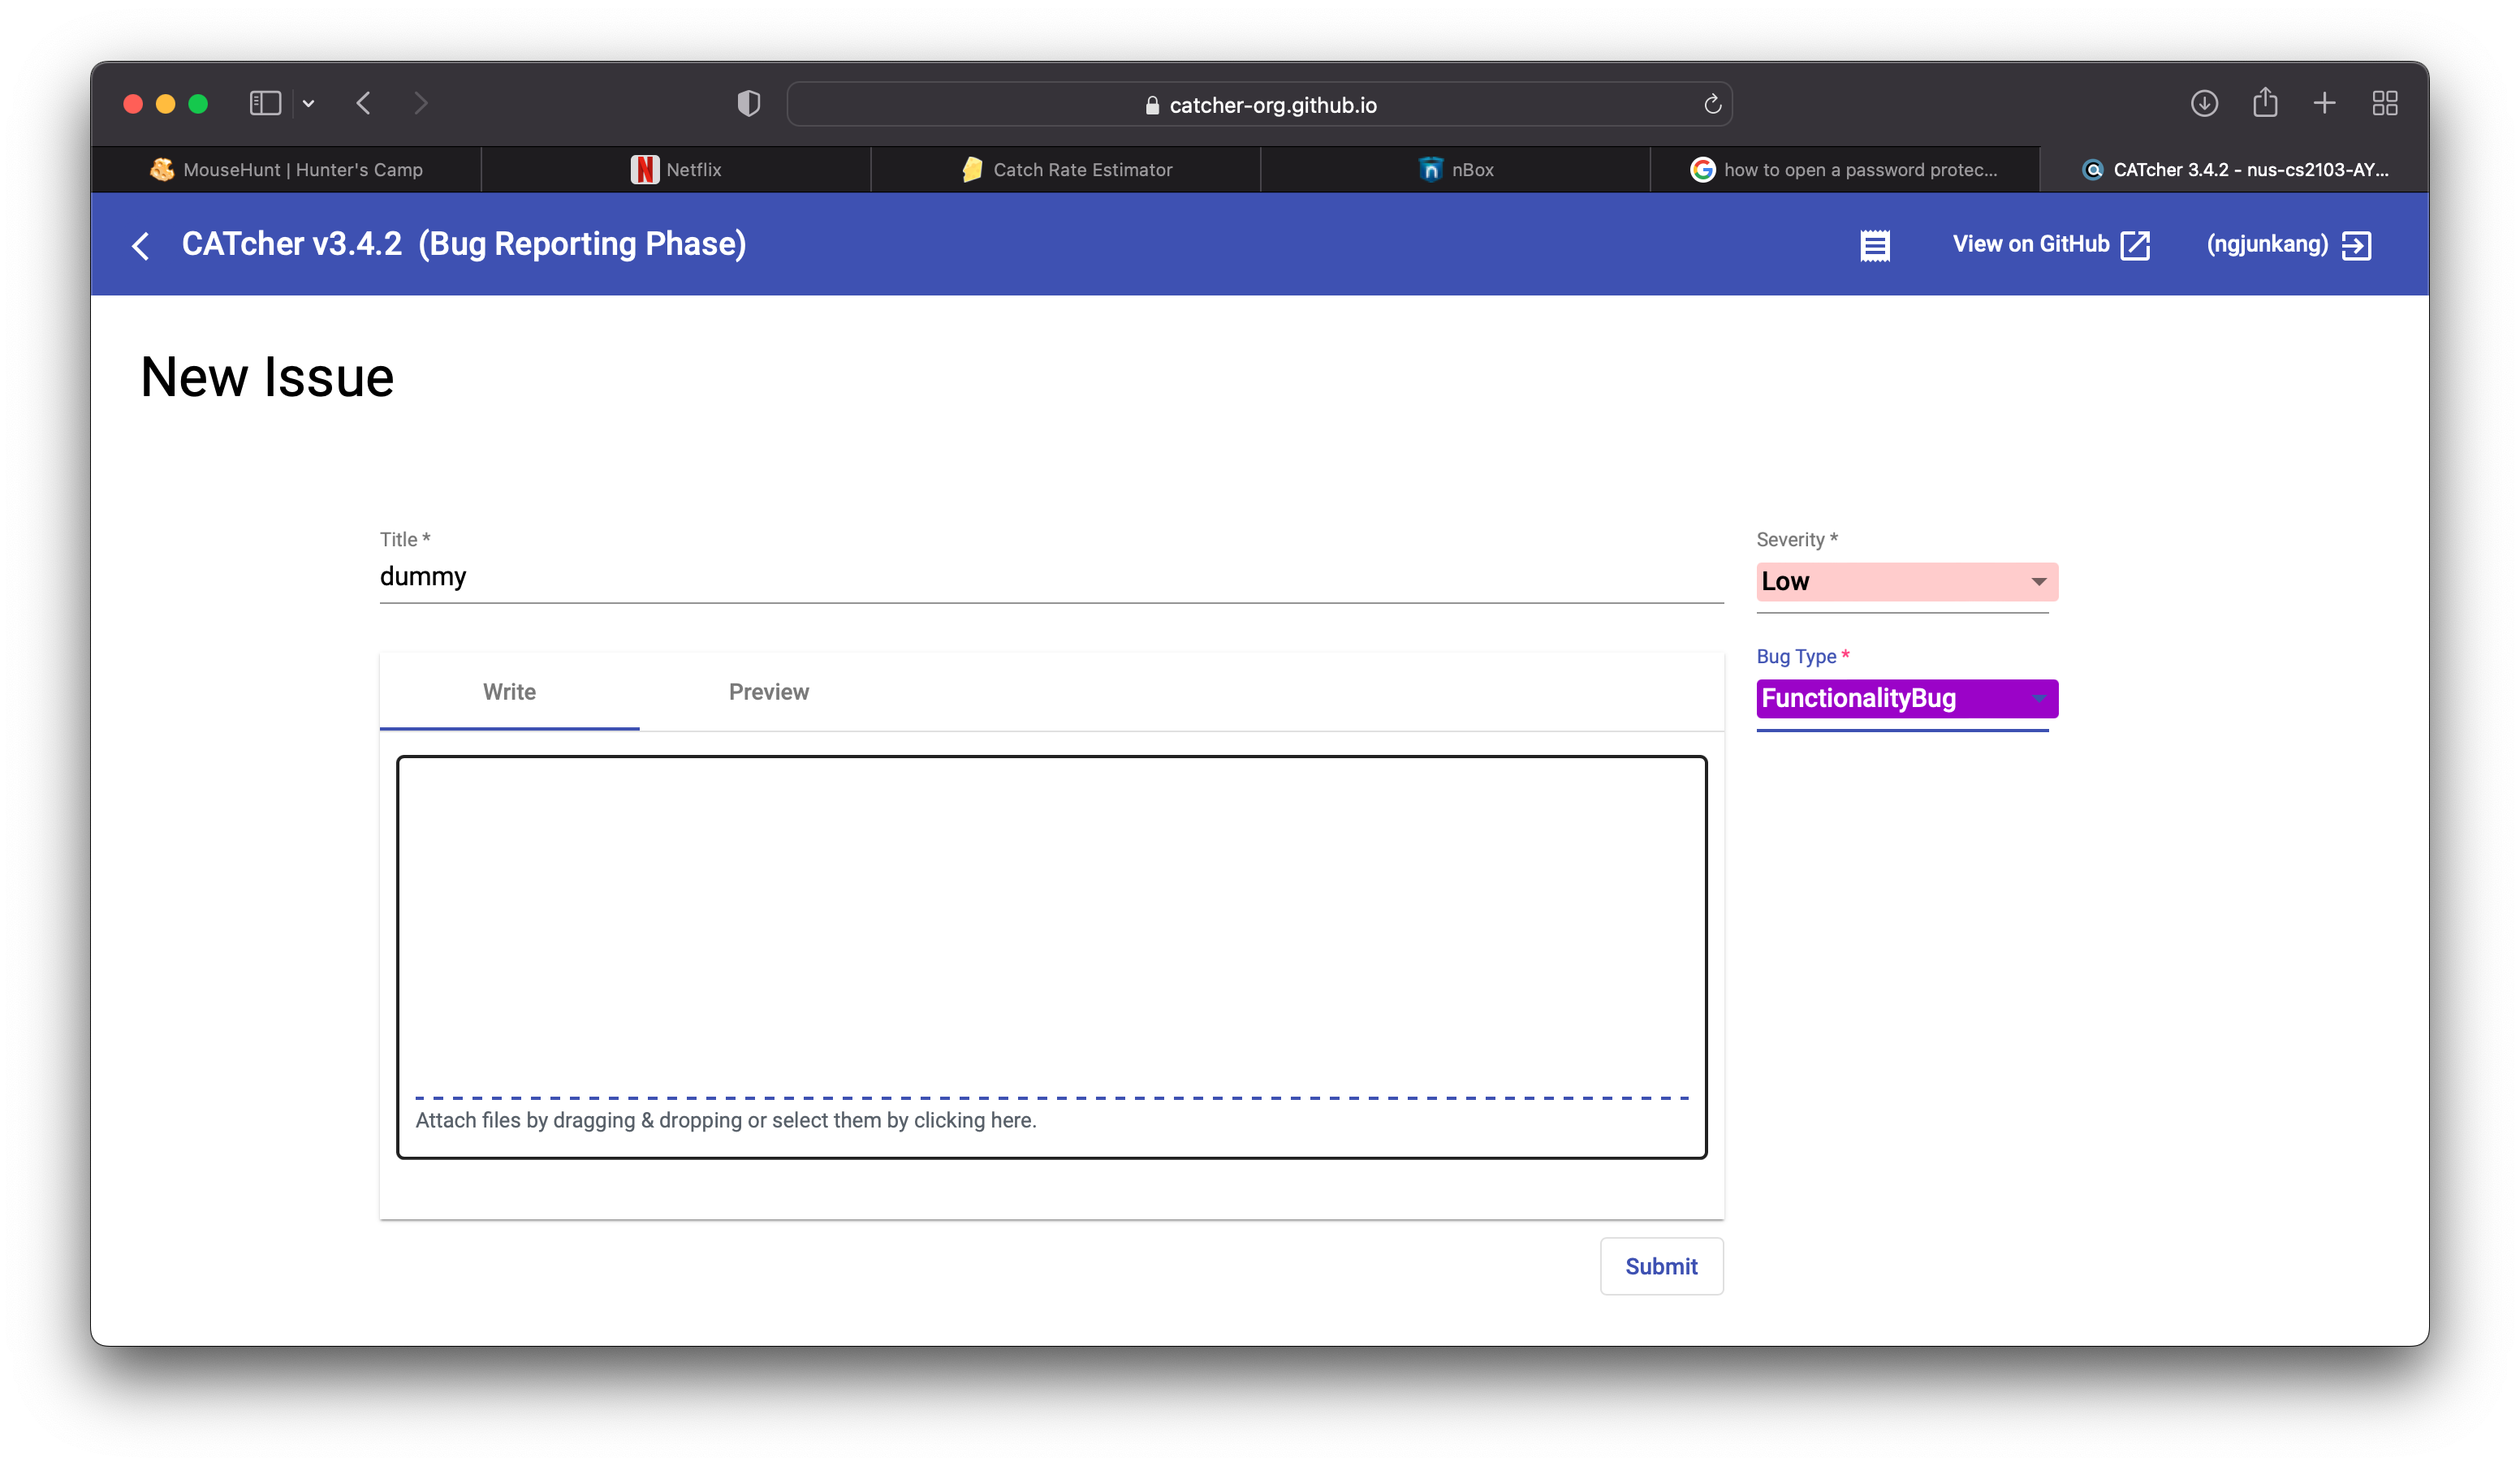 catcher-org.github.io
MouseHunt | Hunter's Camp
Netflix
Catch Rate Estimator
nBox
how to open a password protec...
CATcher 3.4.2 - nus-cs2103-AY...
CATcher v3.4.2 (Bug Reporting Phase)
View on GitHub
(ngjunkang)
New Issue
Title *
dummy
Severity *
Low
Bug Type *
FunctionalityBug
Write
Preview
Attach files by dragging & dropping or select them by clicking here.
Submit